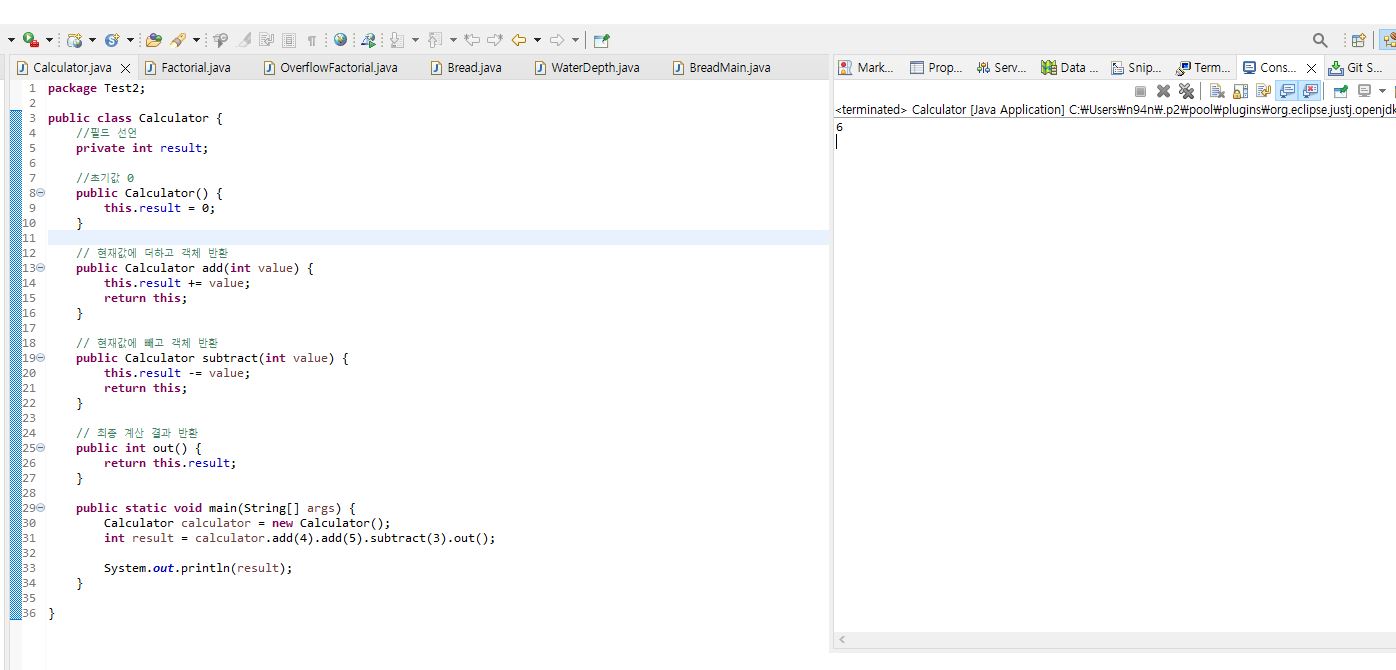 Calculator.java
Factorial.java
OverflowFactorial.java
Bread.java
WaterDepth.java
BreadMain.java
Mark...
Prop...
Serv...
Data ...
Snip...
Term...
Cons...
Git S...
1 package Test2;
2
3 public class Calculator {
4 //필드 선언
5 private int result;
6
7 //초기값 0
8 public Calculator() {
9 this.result = 0;
10 }
11
12 // 현재값에 더하고 객체 반환
13 public Calculator add(int value) {
14 this.result += value;
15 return this;
16 }
17
18 // 현재값에 빼고 객체 반환
19 public Calculator subtract(int value) {
20 this.result -= value;
21 return this;
22 }
23
24 // 최종 계산 결과 반환
25 public int out() {
26 return this.result;
27 }
28
29 public static void main(String[] args) {
30 Calculator calculator = new Calculator();
31 int result = calculator.add(4).add(5).subtract(3).out();
32
33 System.out.println(result);
34 }
35
36 }
<terminated> Calculator [Java Application] C:₩Users₩n94n₩.p2₩pool₩plugins₩org.eclipse.justj.openjdk
6